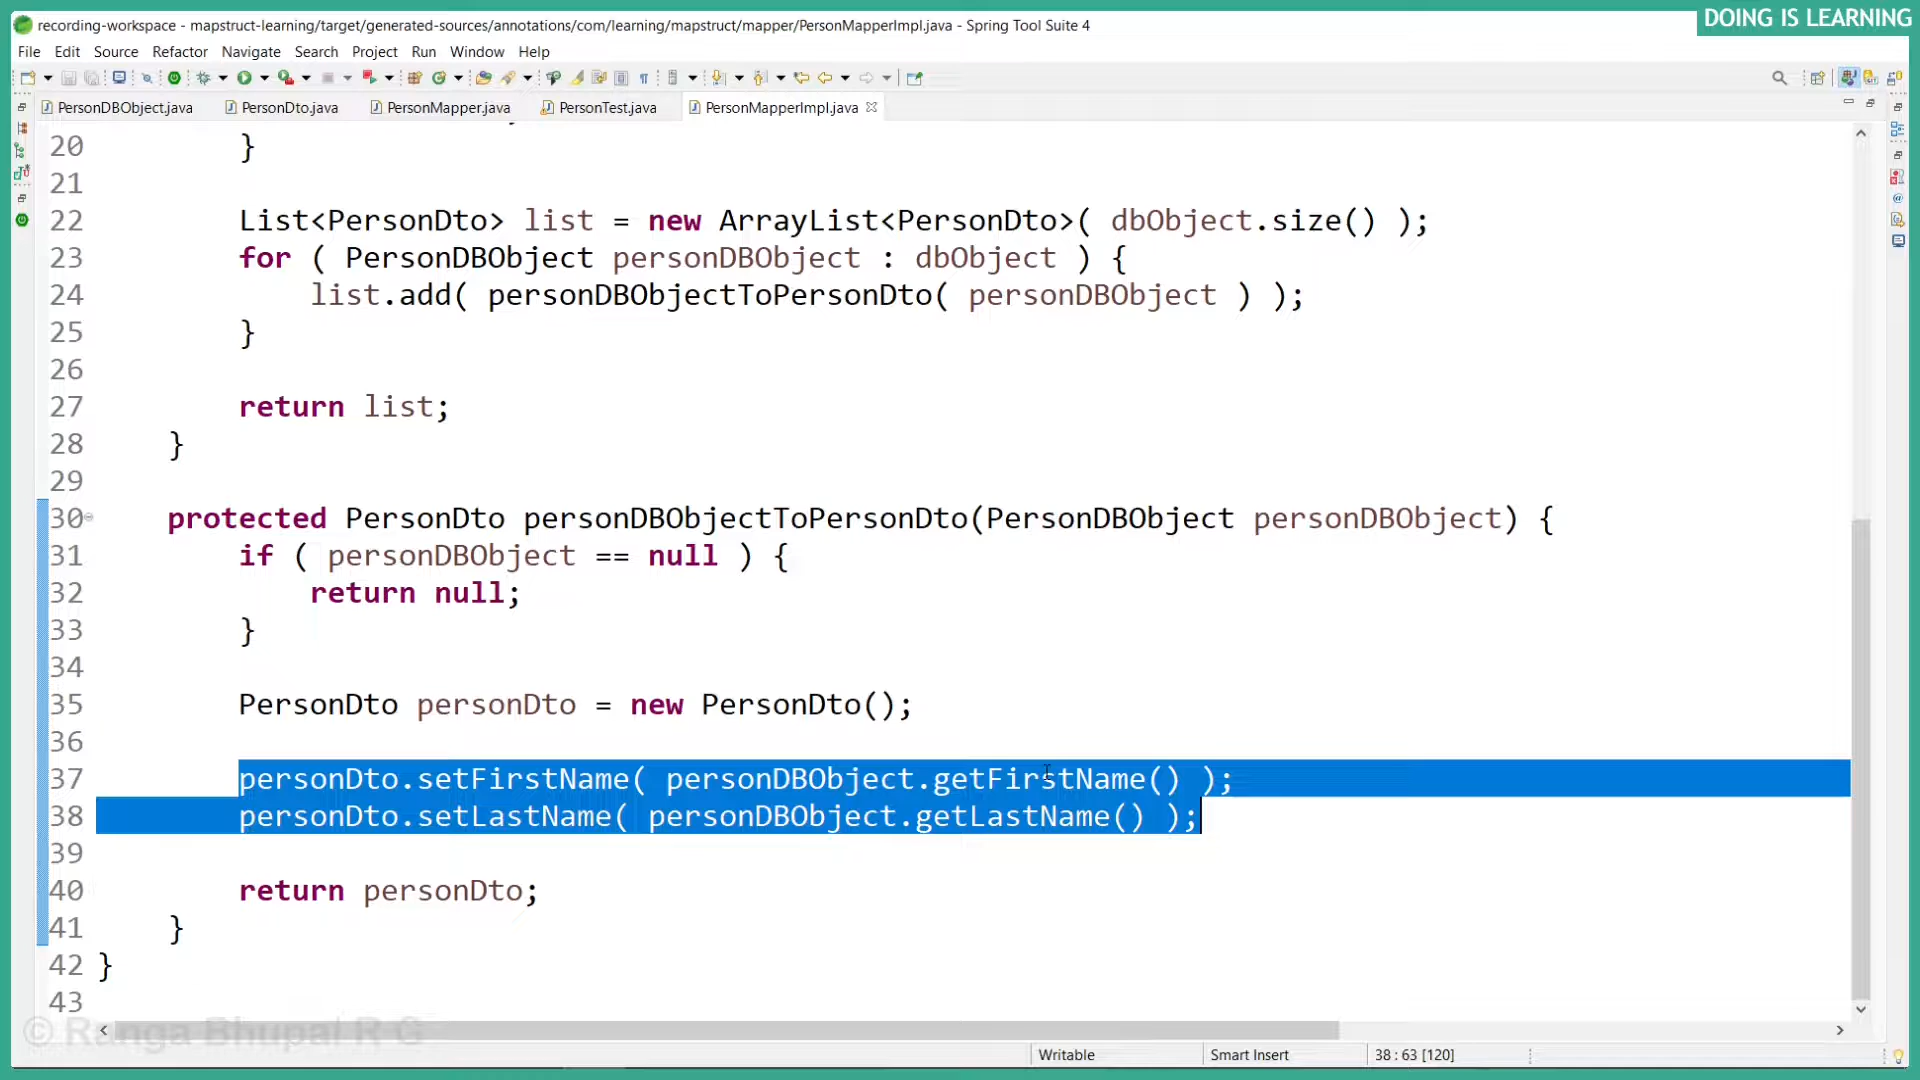 DOING IS LEARNING
recording-workspace - mapstruct-learning/target/generated-sources/annotations/com/learning/mapstruct/mapper/PersonMapperImpl.java - Spring Tool Suite 4
File Edit Source Refactor Navigate Search Project Run Window Help
PersonDBObject.java PersonDto.java PersonMapper.java PersonTest.java PersonMapperImpl.java
20 }
21
22 List<PersonDto> list = new ArrayList<PersonDto>( dbObject.size() );
23 for ( PersonDBObject personDBObject : dbObject ) {
24 list.add( personDBObjectToPersonDto( personDBObject ) );
25 }
26
27 return list;
28 }
29
30 protected PersonDto personDBObjectToPersonDto(PersonDBObject personDBObject) {
31 if ( personDBObject == null ) {
32 return null;
33 }
34
35 PersonDto personDto = new PersonDto();
36
37 personDto.setFirstName( personDBObject.getFirstName() );
38 personDto.setLastName( personDBObject.getLastName() );
39
40 return personDto;
41 }
42 }
43
© Ranga Bhupal R G
Writable Smart Insert 38 : 63 [120]